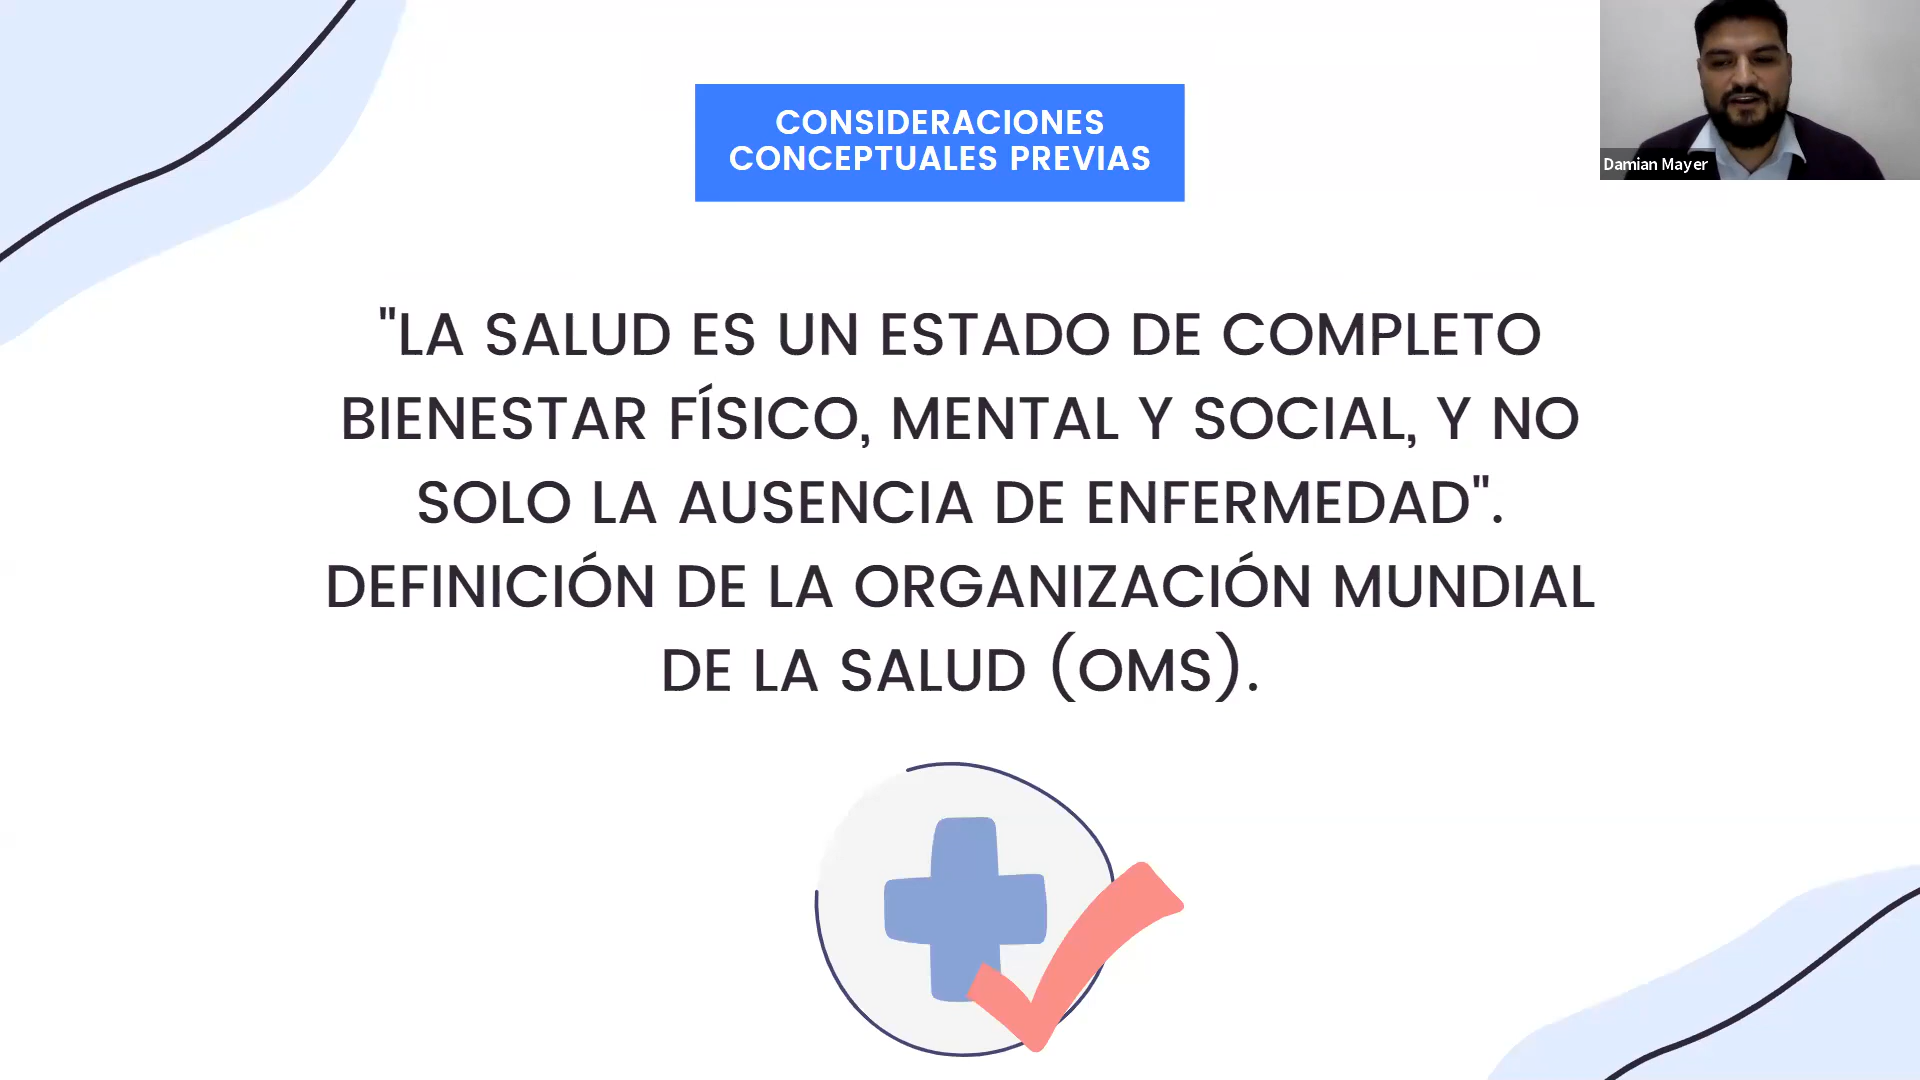 CONSIDERACIONES
CONCEPTUALES PREVIAS
Damian Mayer
"LA SALUD ES UN ESTADO DE COMPLETO
BIENESTAR FÍSICO, MENTAL Y SOCIAL, Y NO
SOLO LA AUSENCIA DE ENFERMEDAD".
DEFINICIÓN DE LA ORGANIZACIÓN MUNDIAL
DE LA SALUD (OMS).